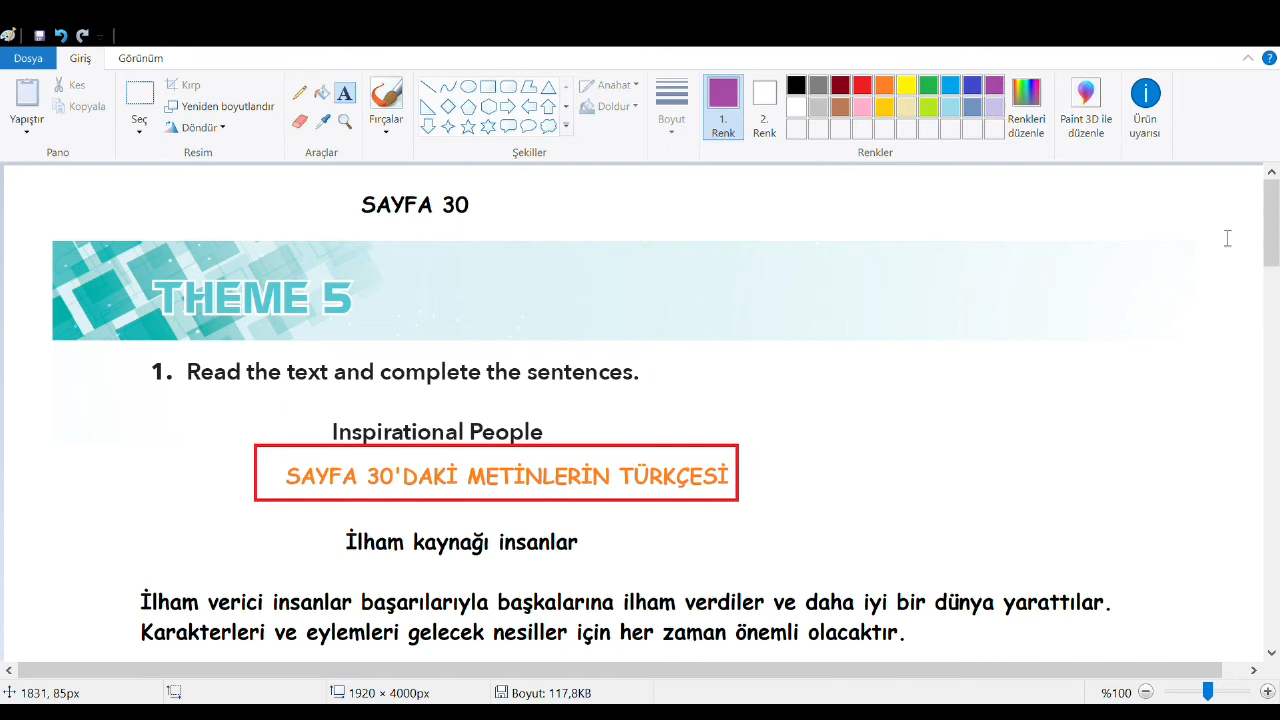 Dosya Giriş Görünüm
Yapıştır
Kes
Kopyala
Pano
Seç
Kırp
Yeniden boyutlandır
Döndür
Resim
A
Araçlar
Fırçalar
Şekiller
Anahat
Doldur
Boyut
1.
Renk
2.
Renk
Renkler
Renkleri
düzenle
Paint 3D ile
düzenle
Ürün
uyarısı
SAYFA 30
THEME 5
1. Read the text and complete the sentences.
Inspirational People
SAYFA 30'DAKİ METİNLERİN TÜRKÇESİ
İlham kaynağı insanlar
İlham verici insanlar başarılarıyla başkalarına ilham verdiler ve daha iyi bir dünya yarattılar.
Karakterleri ve eylemleri gelecek nesiller için her zaman önemli olacaktır.
1831, 85px 1920 × 4000px Boyut: 117,8KB %100